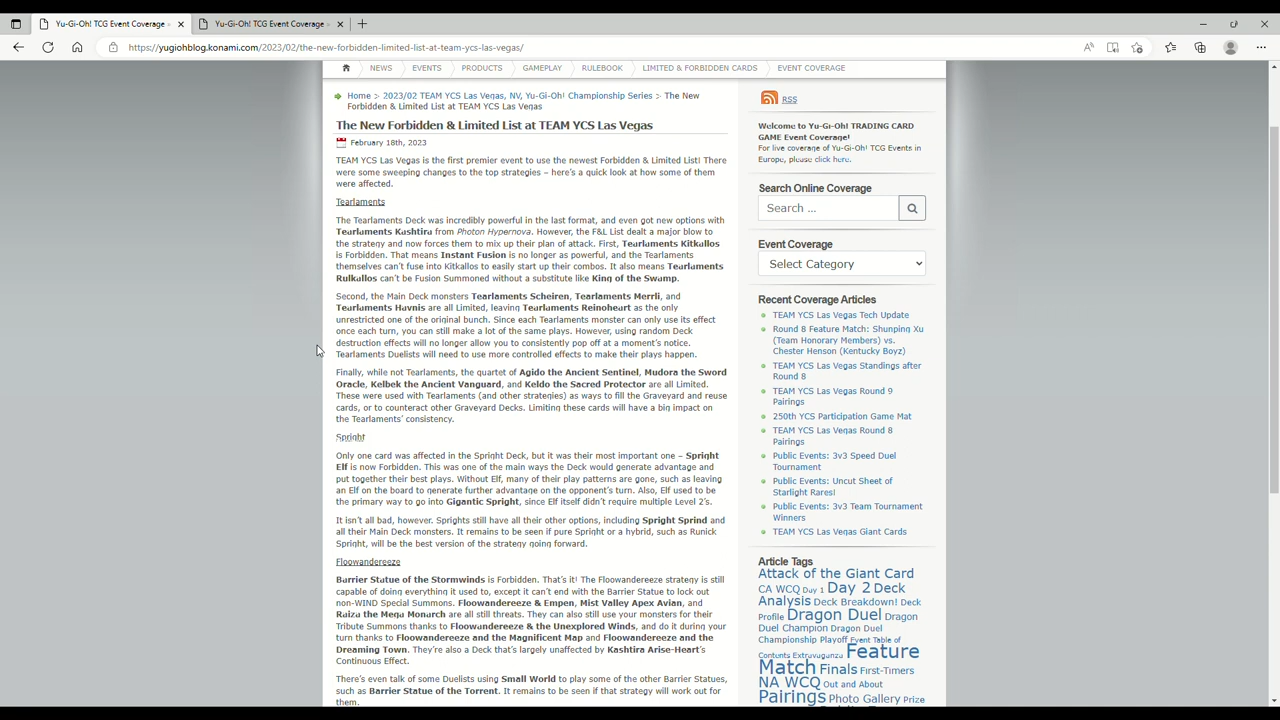 Yu-Gi-Oh! TCG Event Coverage
Yu-Gi-Oh! TCG Event Coverage
https://yugiohblog.konami.com/2023/02/the-new-forbidden-limited-list-at-team-ycs-las-vegas/
NEWS EVENTS PRODUCTS GAMEPLAY RULEBOOK LIMITED & FORBIDDEN CARDS EVENT COVERAGE
Home :- 2023/02 TEAM YCS Las Vegas, NV, Yu-Gi-Oh! Championship Series :- The New
Forbidden & Limited List at TEAM YCS Las Vegas
The New Forbidden & Limited List at TEAM YCS Las Vegas
February 18th, 2023
TEAM YCS Las Vegas is the first premier event to use the newest Forbidden & Limited List! There
were some sweeping changes to the top strategies – here's a quick look at how some of them
were affected.
Tearlaments
The Tearlaments Deck was incredibly powerful in the last format, and even got new options with
Tearlaments Kashtira from Photon Hypernova. However, the F&L List dealt a major blow to
the strategy and now forces them to mix up their plan of attack. First, Tearlaments Kitkallos
is Forbidden. That means Instant Fusion is no longer as powerful, and the Tearlaments
themselves can't fuse into Kitkallos to easily start up their combos. It also means Tearlaments
Rulkallos can't be Fusion Summoned without a substitute like King of the Swamp.
Second, the Main Deck monsters Tearlaments Scheiren, Tearlaments Merrli, and
Tearlaments Havnis are all Limited, leaving Tearlaments Reinoheart as the only
unrestricted one of the original bunch. Since each Tearlaments monster can only use its effect
once each turn, you can still make a lot of the same plays. However, using random Deck
destruction effects will no longer allow you to consistently pop off at a moment's notice.
Tearlaments Duelists will need to use more controlled effects to make their plays happen.
Finally, while not Tearlaments, the quartet of Agido the Ancient Sentinel, Mudora the Sword
Oracle, Kelbek the Ancient Vanguard, and Keldo the Sacred Protector are all Limited.
These were used with Tearlaments (and other strategies) as ways to fill the Graveyard and reuse
cards, or to counteract other Graveyard Decks. Limiting these cards will have a big impact on
the Tearlaments' consistency.
Spright
Only one card was affected in the Spright Deck, but it was their most important one – Spright
Elf is now Forbidden. This was one of the main ways the Deck would generate advantage and
put together their best plays. Without Elf, many of their play patterns are gone, such as leaving
an Elf on the board to generate further advantage on the opponent's turn. Also, Elf used to be
the primary way to go into Gigantic Spright, since Elf itself didn't require multiple Level 2's.
It isn't all bad, however. Sprights still have all their other options, including Spright Sprind and
all their Main Deck monsters. It remains to be seen if pure Spright or a hybrid, such as Runick
Spright, will be the best version of the strategy going forward.
Floowandereeze
Barrier Statue of the Stormwinds is Forbidden. That's it! The Floowandereeze strategy is still
capable of doing everything it used to, except it can't end with the Barrier Statue to lock out
non-WIND Special Summons. Floowandereeze & Empen, Mist Valley Apex Avian, and
Raiza the Mega Monarch are all still threats. They can also still use your monsters for their
Tribute Summons thanks to Floowandereeze & the Unexplored Winds, and do it during your
turn thanks to Floowandereeze and the Magnificent Map and Floowandereeze and the
Dreaming Town. They're also a Deck that's largely unaffected by Kashtira Arise-Heart's
Continuous Effect.
There's even talk of some Duelists using Small World to play some of the other Barrier Statues,
such as Barrier Statue of the Torrent. It remains to be seen if that strategy will work out for
them.
RSS
Welcome to Yu-Gi-Oh! TRADING CARD
GAME Event Coverage!
For live coverage of Yu-Gi-Oh! TCG Events in
Europe, please click here.
Search Online Coverage
Search ...
Event Coverage
Select Category
Recent Coverage Articles
TEAM YCS Las Vegas Tech Update
Round 8 Feature Match: Shunping Xu
(Team Honorary Members) vs.
Chester Henson (Kentucky Boyz)
TEAM YCS Las Vegas Standings after
Round 8
TEAM YCS Las Vegas Round 9
Pairings
250th YCS Participation Game Mat
TEAM YCS Las Vegas Round 8
Pairings
Public Events: 3v3 Speed Duel
Tournament
Public Events: Uncut Sheet of
Starlight Rares!
Public Events: 3v3 Team Tournament
Winners
TEAM YCS Las Vegas Giant Cards
Article Tags
Attack of the Giant Card
CA WCQ Day 1 Day 2 Deck
Analysis Deck Breakdown! Deck
Profile Dragon Duel Dragon
Duel Champion Dragon Duel
Championship Playoff Event Table of
Contents Extravaganza Feature
Match Finals First-Timers
NA WCQ Out and About
Pairings Photo Gallery Prize